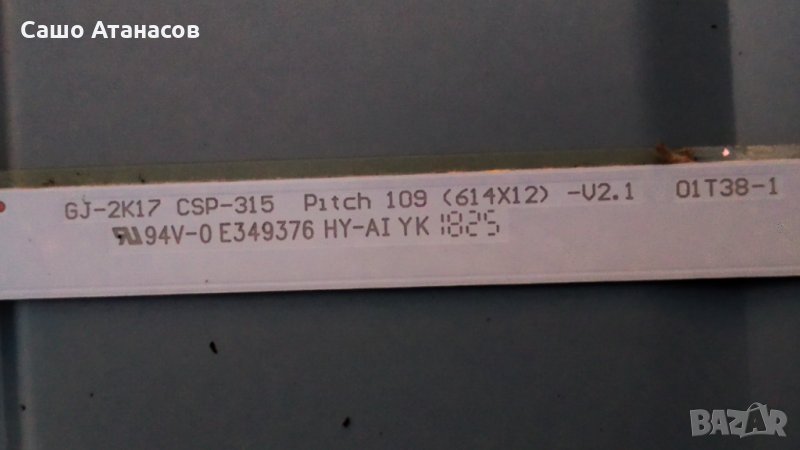 Сашо Атанасов
GJ-2K17 CSP-315 Pitch 109 (614X12) -V2.1 01T38-1
94V-0 E349376 HY-AI YK 1825
BAZAR